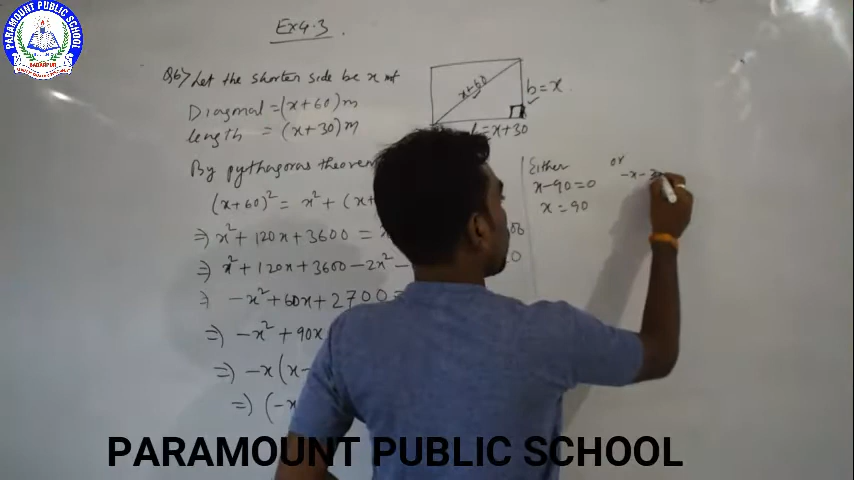 PARAMOUNT PUBLIC SCHOOL
BADARPUR
Ex 4.3.
Q6> Let the shorter side be x mt
Diagonal = (x+60) m
length = (x+30) m
x+60
b = x
l = x+30
By pythagoras theorem
(x+60)² = x² + (x+
⇒ x² + 120x + 3600 =
⇒ x² + 120x + 3600 - 2x² -
⇒ -x² + 60x + 2700 =
⇒ -x² + 90x
⇒ -x(x-
⇒ (-x
Either
x-90=0
x = 90
or
-x-
PARAMOUNT PUBLIC SCHOOL